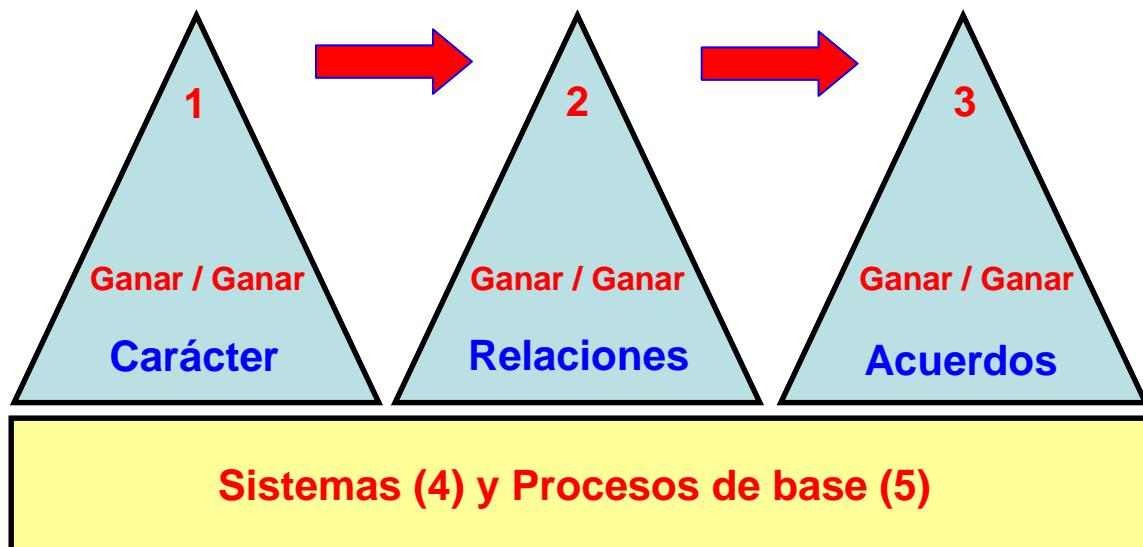 1
2
3
Ganar / Ganar
Ganar / Ganar
Ganar / Ganar
Carácter
Relaciones
Acuerdos
Sistemas (4) y Procesos de base (5)